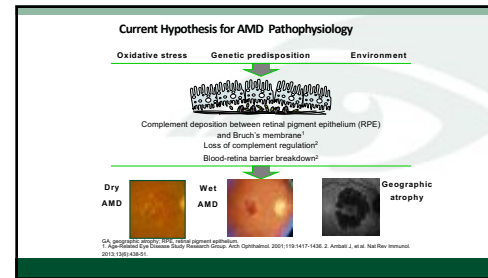 Current Hypothesis for AMD Pathophysiology
Oxidative stress Genetic predisposition Environment
Complement deposition between retinal pigment epithelium (RPE)
and Bruch's membrane1
Loss of complement regulation2
Blood-retina barrier breakdown2
Dry
AMD
Wet
AMD
Geographic
atrophy
GA, geographic atrophy; RPE, retinal pigment epithelium.
1. Age-Related Eye Disease Study Research Group. Arch Ophthalmol. 2001;119:1417-1436. 2. Ambati J, et al. Nat Rev Immunol.
2013;13(6):438-51.